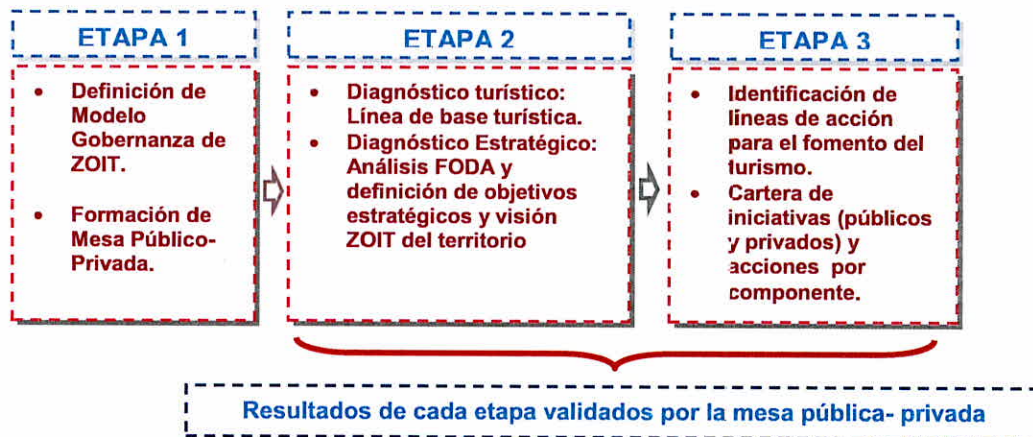 ETAPA 1
• Definición de
Modelo
Gobernanza de
ZOIT.
• Formación de
Mesa Público-
Privada.
ETAPA 2
• Diagnóstico turístico:
Línea de base turística.
• Diagnóstico Estratégico:
Análisis FODA y
definición de objetivos
estratégicos y visión
ZOIT del territorio
ETAPA 3
• Identificación de
líneas de acción
para el fomento del
turismo.
• Cartera de
iniciativas (públicos
y privados) y
acciones por
componente.
Resultados de cada etapa validados por la mesa pública- privada